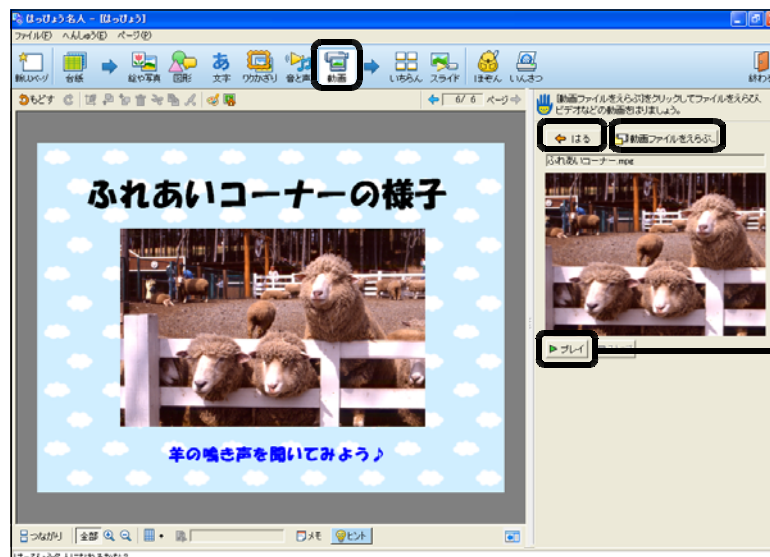 はっぴょう名人 - [はっぴょう]
ファイル(F) へんしゅう(E) ページ(P)
新しいページ 台紙 絵や写真 図形 文字 ワクかざり 音と声 動画 いちらん スライド ほぞん いんさつ 終わり
もどす 6/ 6 ページ
[動画ファイルをえらぶ]をクリックしてファイルをえらび、
ビデオなどの動画をはりましょう。
はる 動画ファイルをえらぶ...
ふれあいコーナー.mpe
ふれあいコーナーの様子
プレイ
羊の鳴き声を聞いてみよう♪
つながり 全部 メモ ヒント